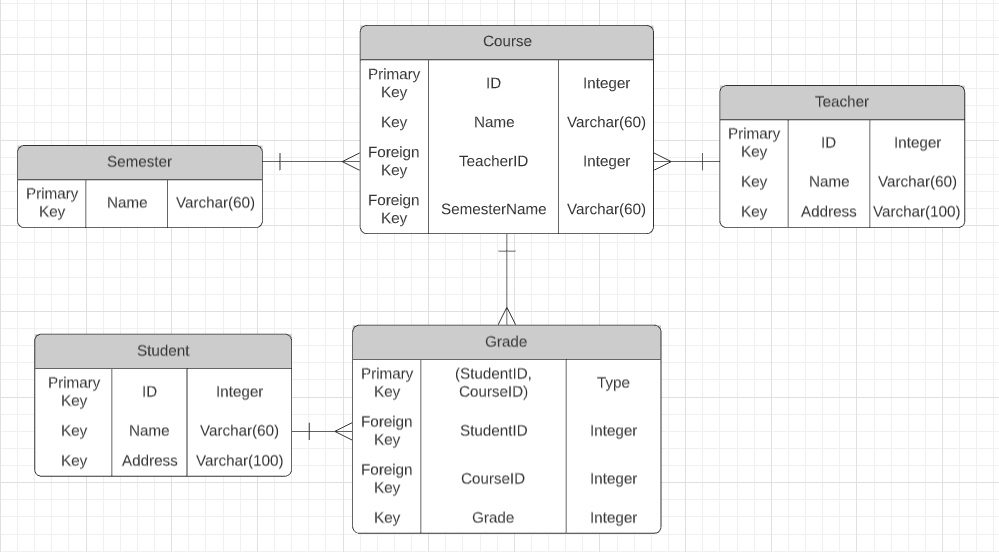 Course
Primary
Key
ID
Integer
Key
Name
Varchar(60)
Foreign
Key
TeacherID
Integer
Foreign
Key
SemesterName
Varchar(60)
Teacher
Primary
Key
ID
Integer
Key
Name
Varchar(60)
Key
Address
Varchar(100)
Semester
Primary
Key
Name
Varchar(60)
Student
Primary
Key
ID
Integer
Key
Name
Varchar(60)
Key
Address
Varchar(100)
Grade
Primary
Key
(StudentID,
CourseID)
Type
Foreign
Key
StudentID
Integer
Foreign
Key
CourseID
Integer
Key
Grade
Integer